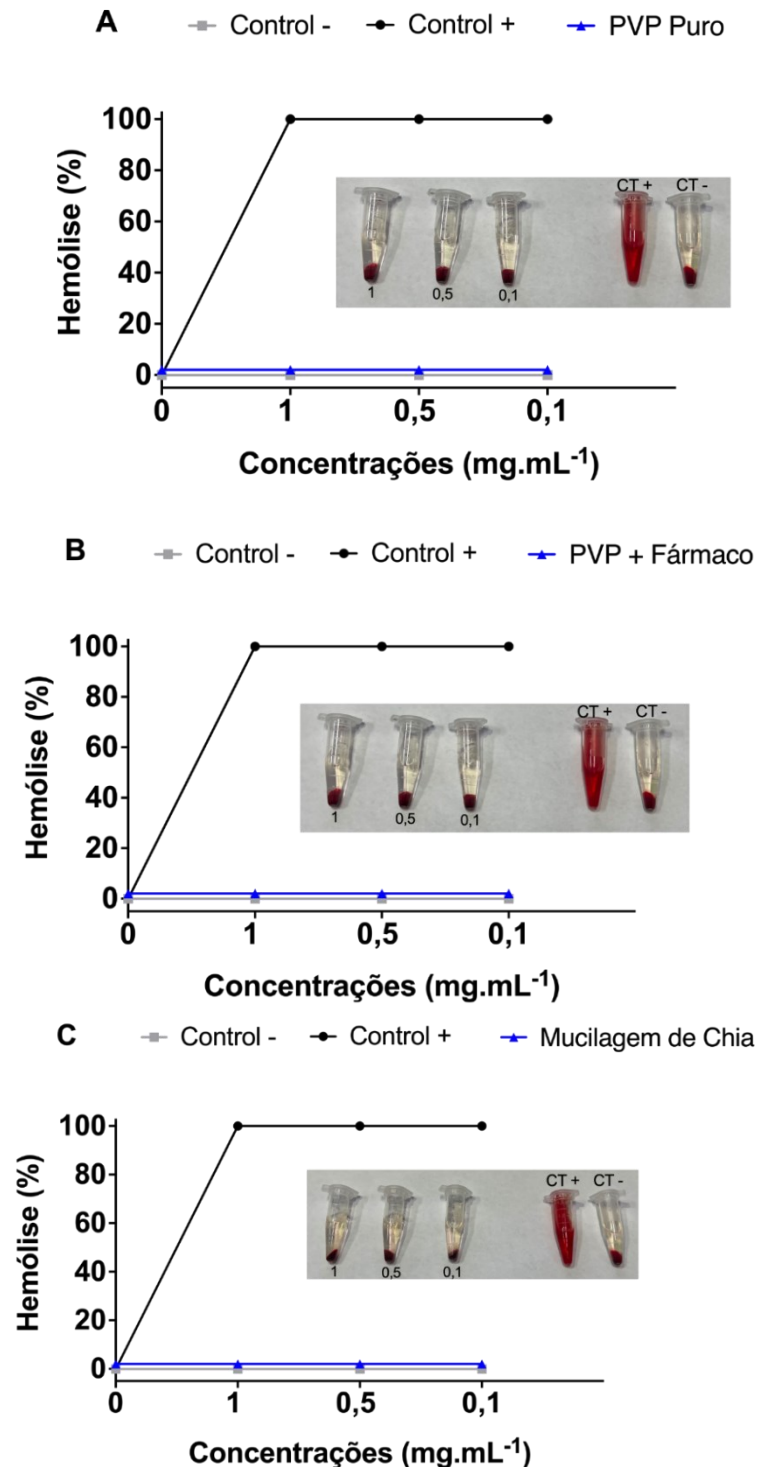 A
Control - Control + PVP Puro
100
80
60
40
20
0
Hemólise (%)
CT + CT -
1 0,5 0,1
0 1 0,5 0,1
Concentrações (mg.mL-1)
B
Control - Control + PVP + Fármaco
100
80
60
40
20
0
Hemólise (%)
CT + CT -
1 0,5 0,1
0 1 0,5 0,1
Concentrações (mg.mL-1)
C
Control - Control + Mucilagem de Chia
100
80
60
40
20
0
Hemólise (%)
CT + CT -
1 0,5 0,1
0 1 0,5 0,1
Concentrações (mg.mL-1)